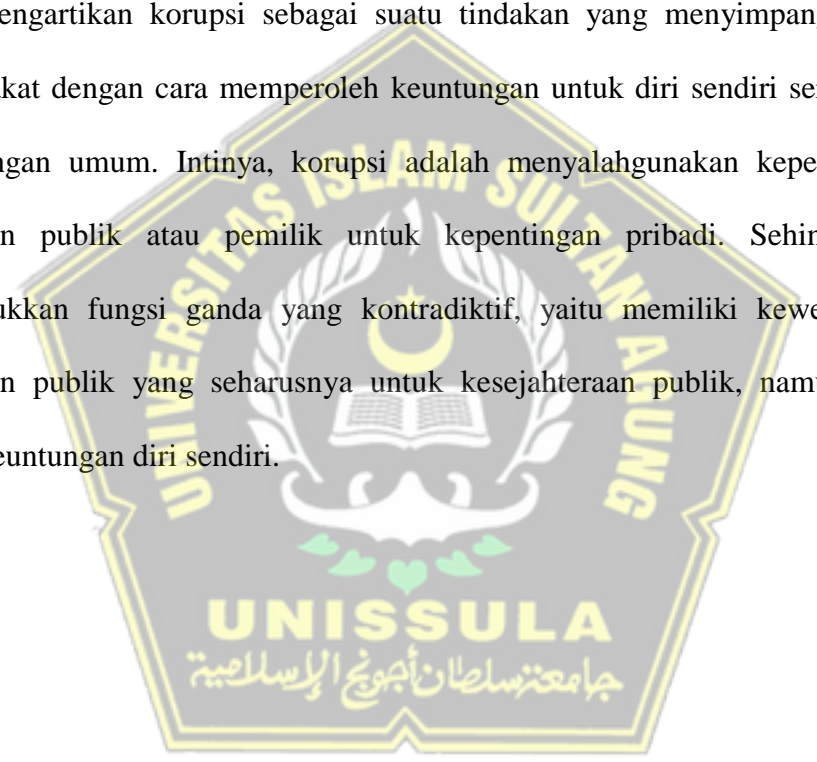 engartikan korupsi sebagai suatu tindakan yang menyimpang
akat dengan cara memperoleh keuntungan untuk diri sendiri se
ngan umum. Intinya, korupsi adalah menyalahgunakan kepe
n publik atau pemilik untuk kepentingan pribadi. Sehin
ukkan fungsi ganda yang kontradiktif, yaitu memiliki kewe
n publik yang seharusnya untuk kesejahteraan publik, namu
euntungan diri sendiri.
UNIVERSITAS ISLAM SULTAN AGUNG
UNISSULA
جامعة سلطان أجونج الإسلامية